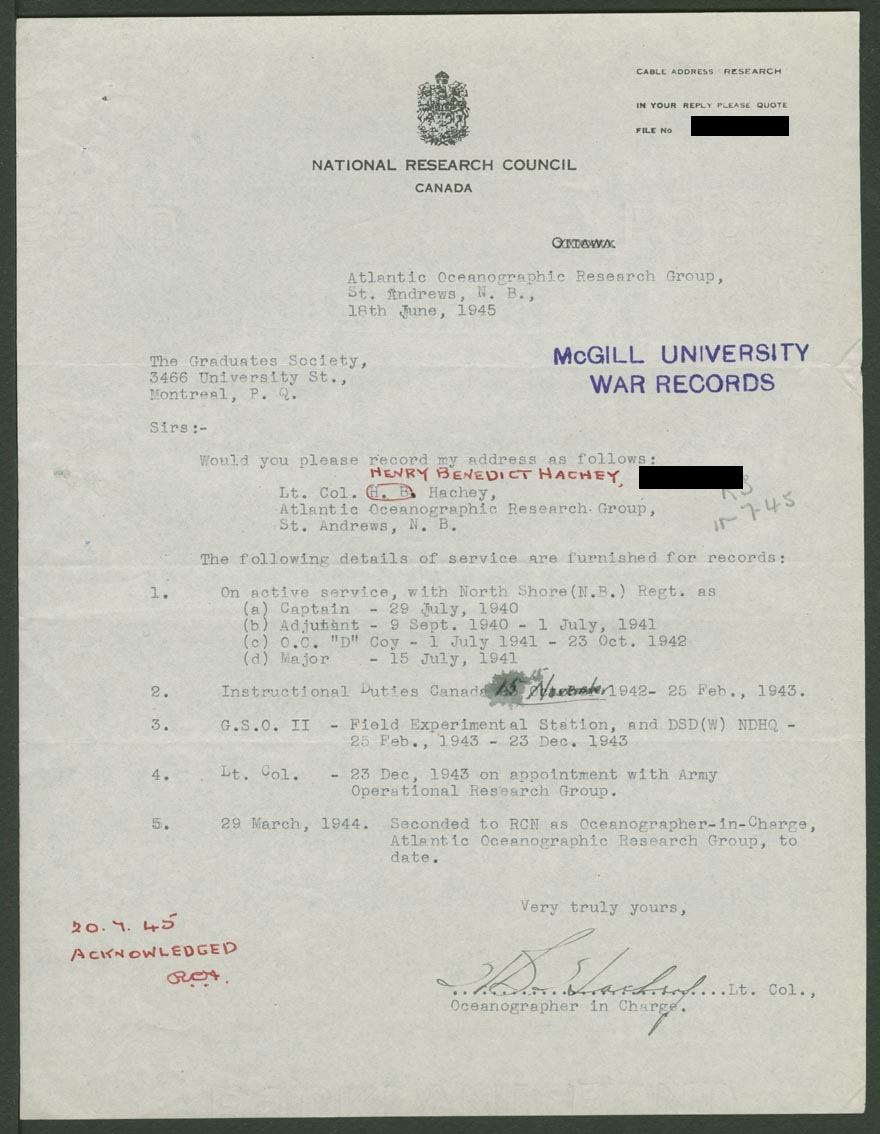 CABLE ADDRESS RESEARCH
IN YOUR REPLY PLEASE QUOTE
FILE No
NATIONAL RESEARCH COUNCIL
CANADA
OTTAWA.
Atlantic Oceanographic Research Group,
St. Andrews, N. B.,
18th June, 1945
McGILL UNIVERSITY
WAR RECORDS
The Graduates Society,
3466 University St.,
Montreal, P. Q.
Sirs:-
Would you please record my address as follows:
HENRY BENEDICT HACHEY,
Lt. Col. H. B. Hachey,
Atlantic Oceanographic Research Group,
St. Andrews, N. B.
7-45
The following details of service are furnished for records:
1. On active service, with North Shore(N.B.) Regt. as
(a) Captain - 29 July, 1940
(b) Adjutant - 9 Sept. 1940 - 1 July, 1941
(c) O.C. "D" Coy - 1 July 1941 - 23 Oct. 1942
(d) Major - 15 July, 1941
2. Instructional Duties Canada 15 November 1942- 25 Feb., 1943.
3. G.S.O. II - Field Experimental Station, and DSD(W) NDHQ -
25 Feb., 1943 - 23 Dec. 1943
4. Lt. Col. - 23 Dec, 1943 on appointment with Army
Operational Research Group.
5. 29 March, 1944. Seconded to RCN as Oceanographer-in-Charge,
Atlantic Oceanographic Research Group, to
date.
Very truly yours,
20.7.45
ACKNOWLEDGED
H B Hachey Lt. Col.,
Oceanographer in Charge.